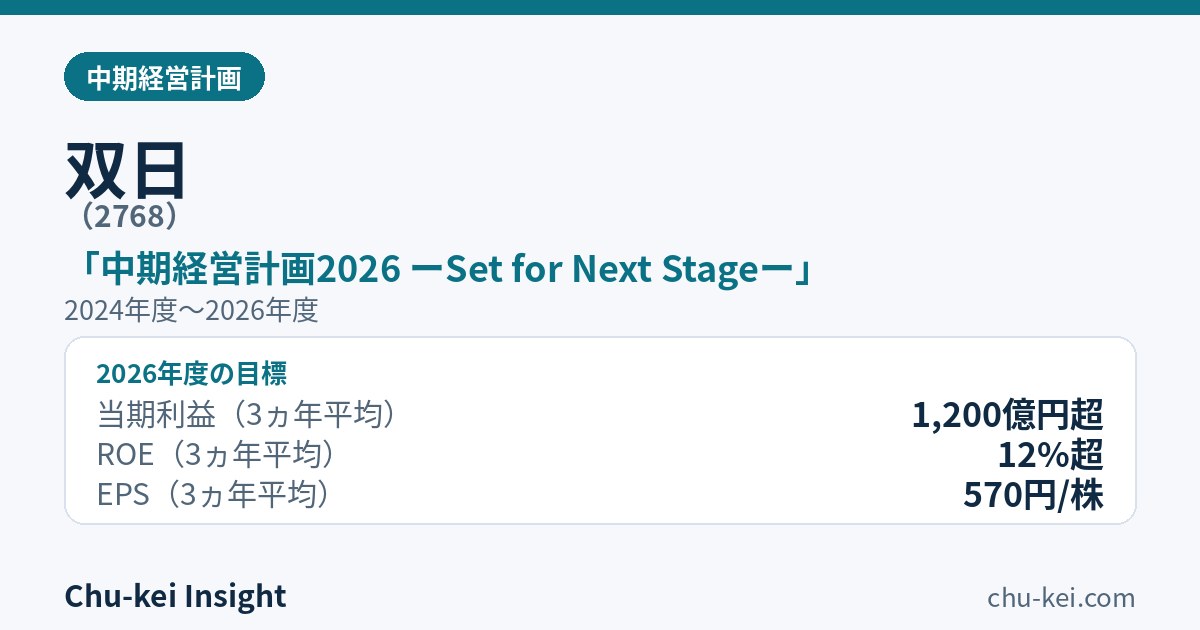 中期経営計画
双日
（2768）
「中期経営計画2026 ーSet for Next Stageー」
2024年度〜2026年度
2026年度の目標
当期利益（3ヵ年平均） 1,200億円超
ROE（3ヵ年平均） 12%超
EPS（3ヵ年平均） 570円/株
Chu-kei Insight chu-kei.com